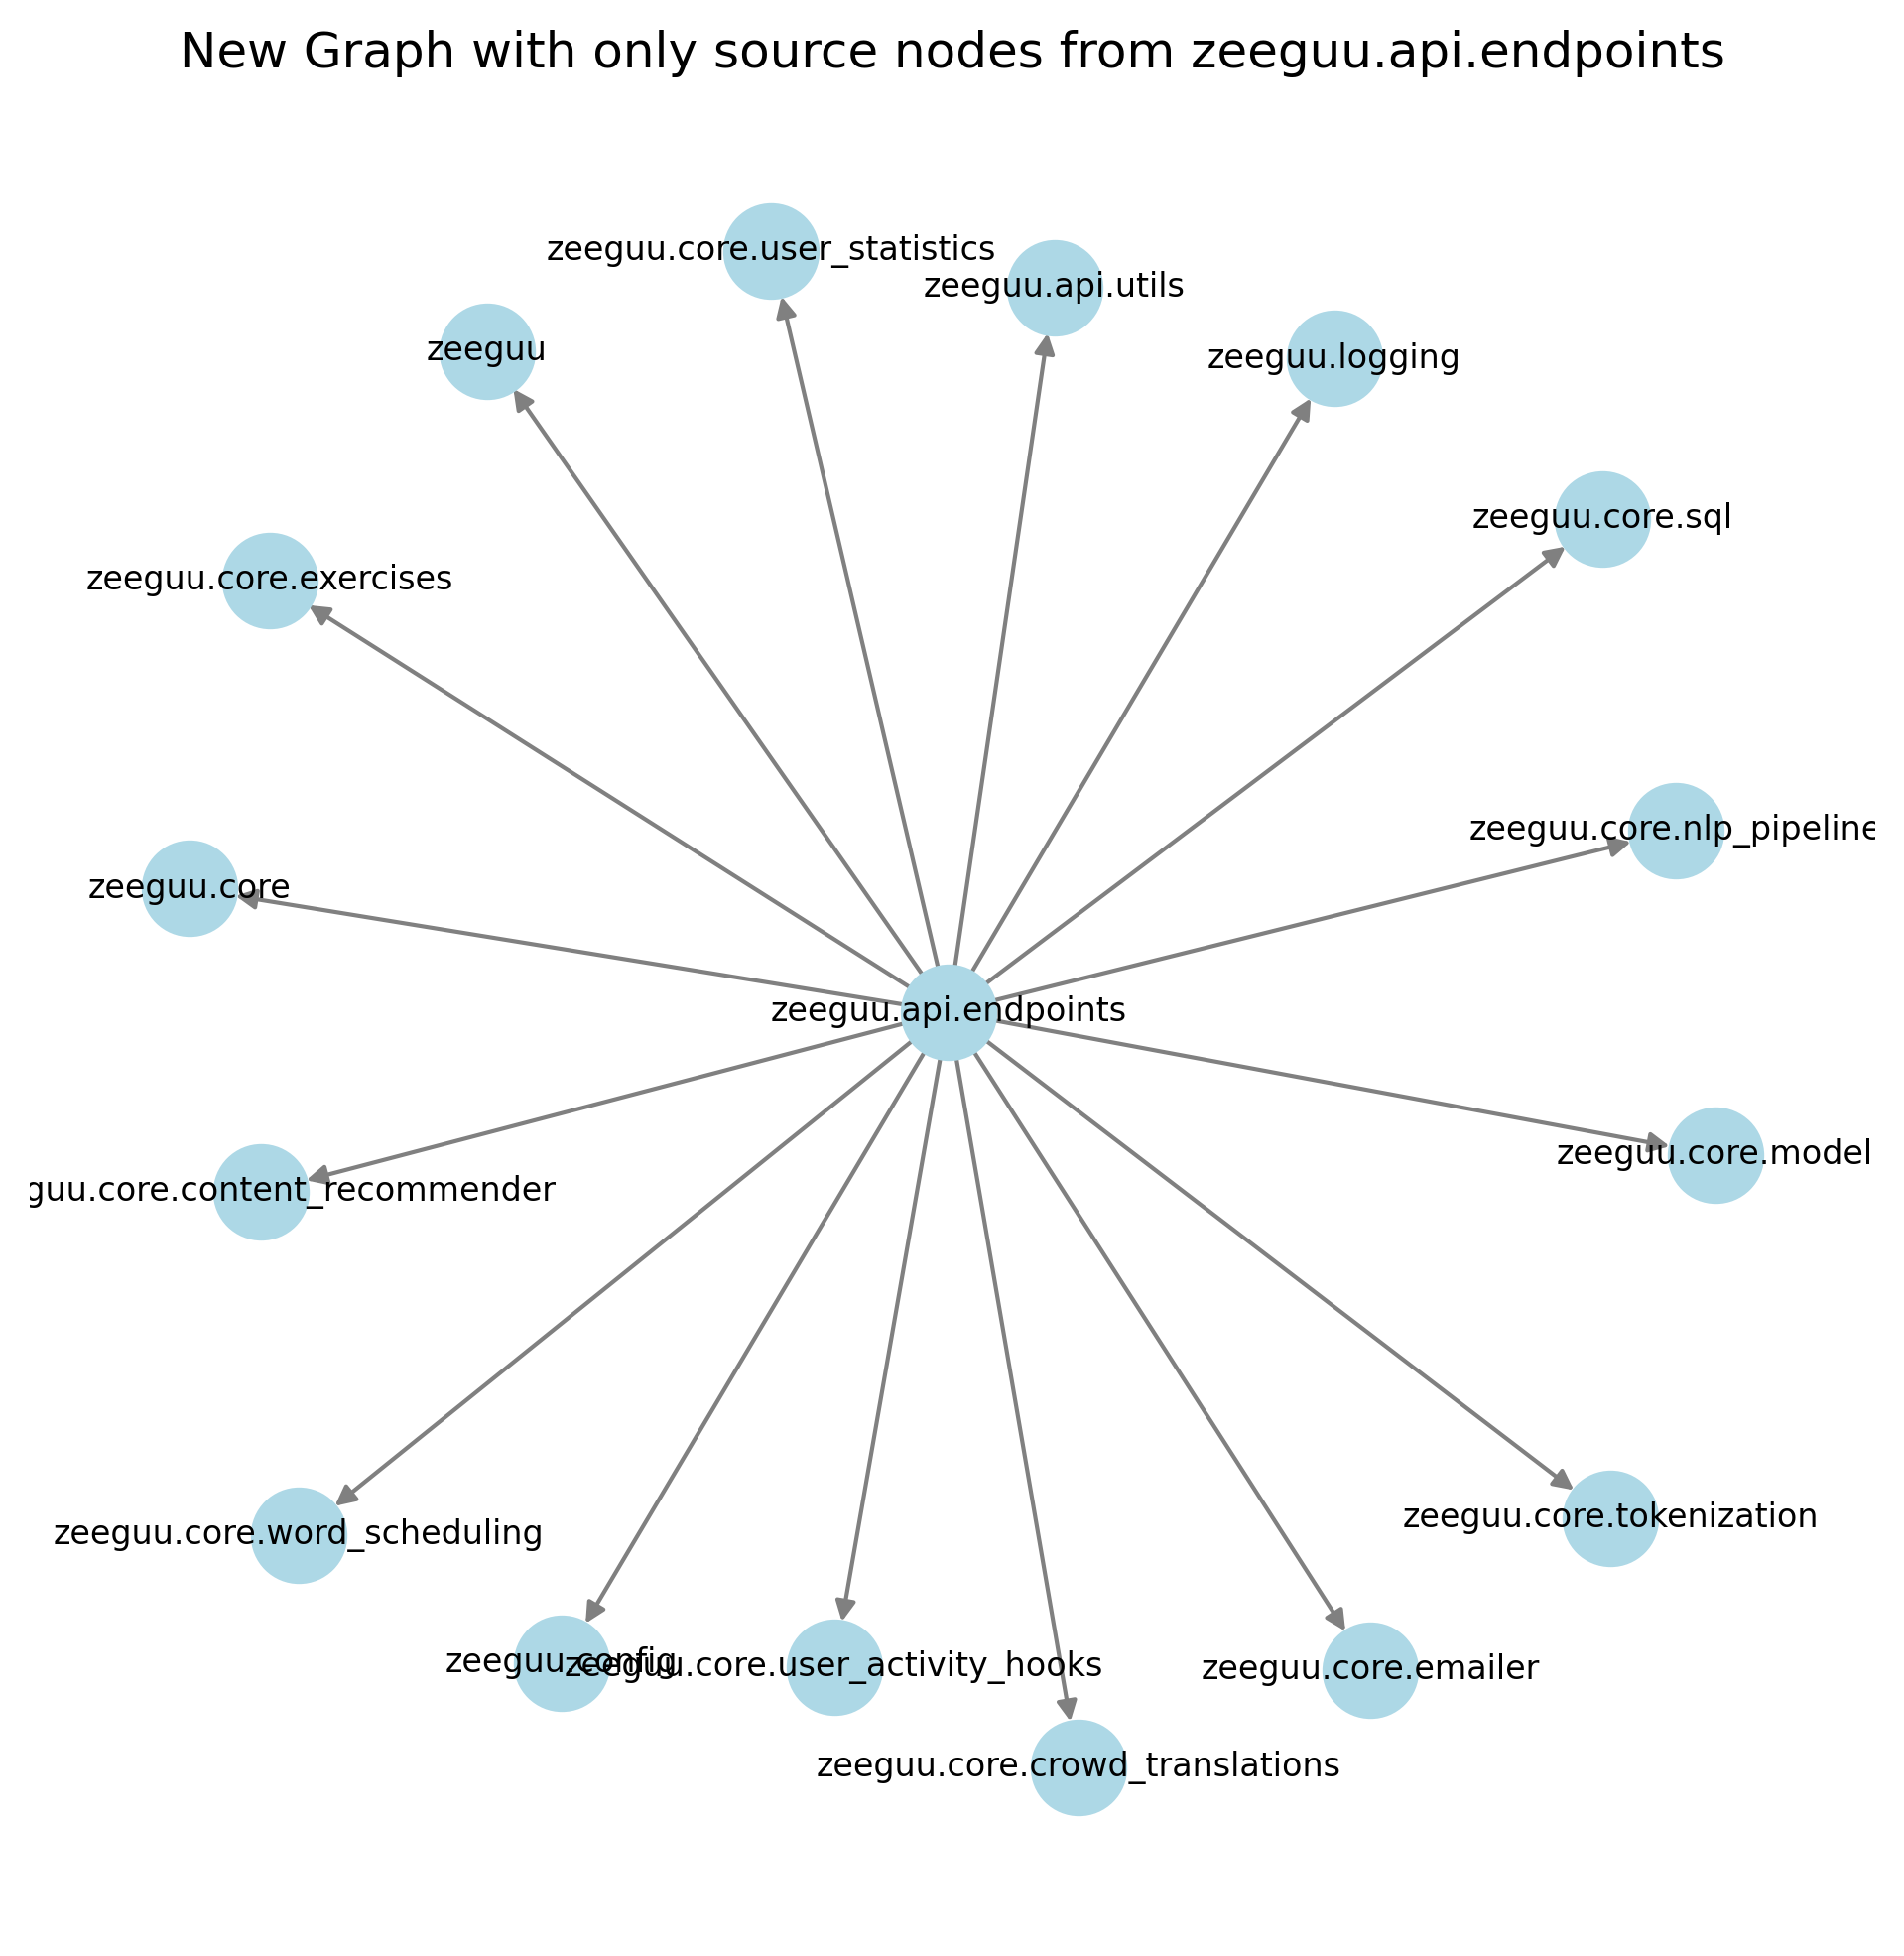 New Graph with only source nodes from zeeguu.api.endpoints
zeeguu.core.user_statistics
zeeguu.api.utils
zeeguu
zeeguu.logging
zeeguu.core.sql
zeeguu.core.exercises
zeeguu.core.nlp_pipeline
zeeguu.core
zeeguu.api.endpoints
zeeguu.core.model
guu.core.content_recommender
zeeguu.core.tokenization
zeeguu.core.word_scheduling
zeeguu.config
zeeguu.core.user_activity_hooks
zeeguu.core.emailer
zeeguu.core.crowd_translations